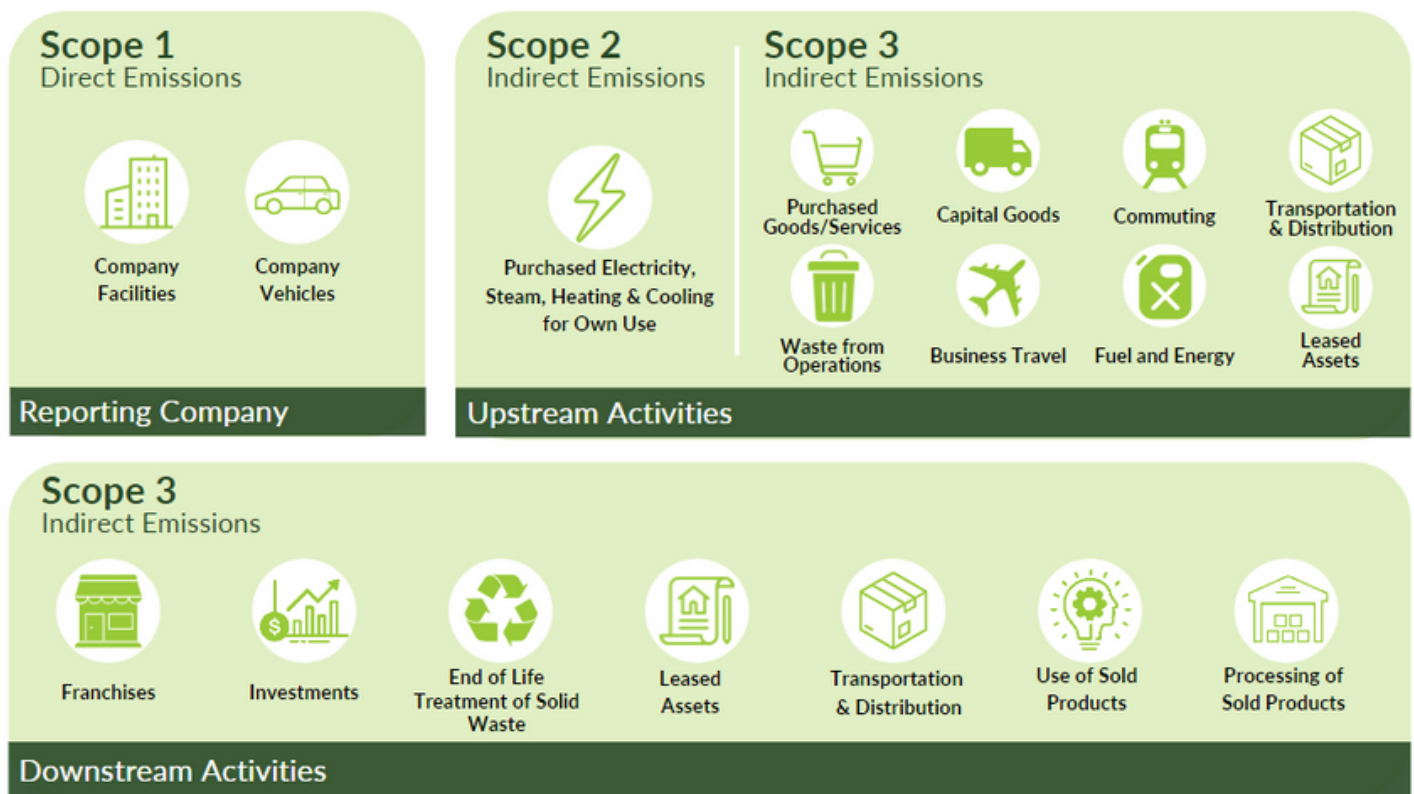 Scope 1
Direct Emissions
Company
Facilities
Company
Vehicles
Reporting Company
Scope 2
Indirect Emissions
Purchased Electricity,
Steam, Heating & Cooling
for Own Use
Scope 3
Indirect Emissions
Purchased
Goods/Services
Capital Goods
Commuting
Transportation
& Distribution
Waste from
Operations
Business Travel
Fuel and Energy
Leased
Assets
Upstream Activities
Scope 3
Indirect Emissions
$
Franchises
Investments
End of Life
Treatment of Solid
Waste
Leased
Assets
Transportation
& Distribution
Use of Sold
Products
Processing of
Sold Products
Downstream Activities